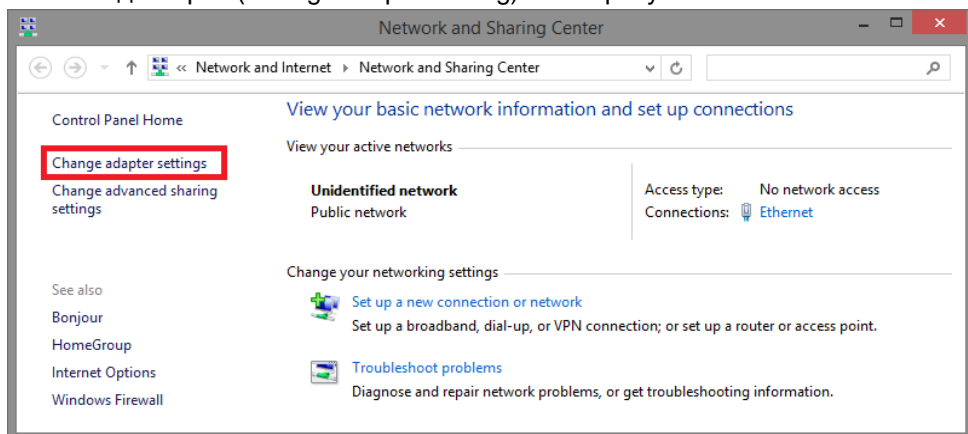 Network and Sharing Center
« Network and Internet ▸ Network and Sharing Center
Control Panel Home
Change adapter settings
Change advanced sharing
settings
See also
Bonjour
HomeGroup
Internet Options
Windows Firewall
View your basic network information and set up connections
View your active networks
Unidentified network
Public network
Access type: No network access
Connections: Ethernet
Change your networking settings
Set up a new connection or network
Set up a broadband, dial-up, or VPN connection; or set up a router or access point.
Troubleshoot problems
Diagnose and repair network problems, or get troubleshooting information.